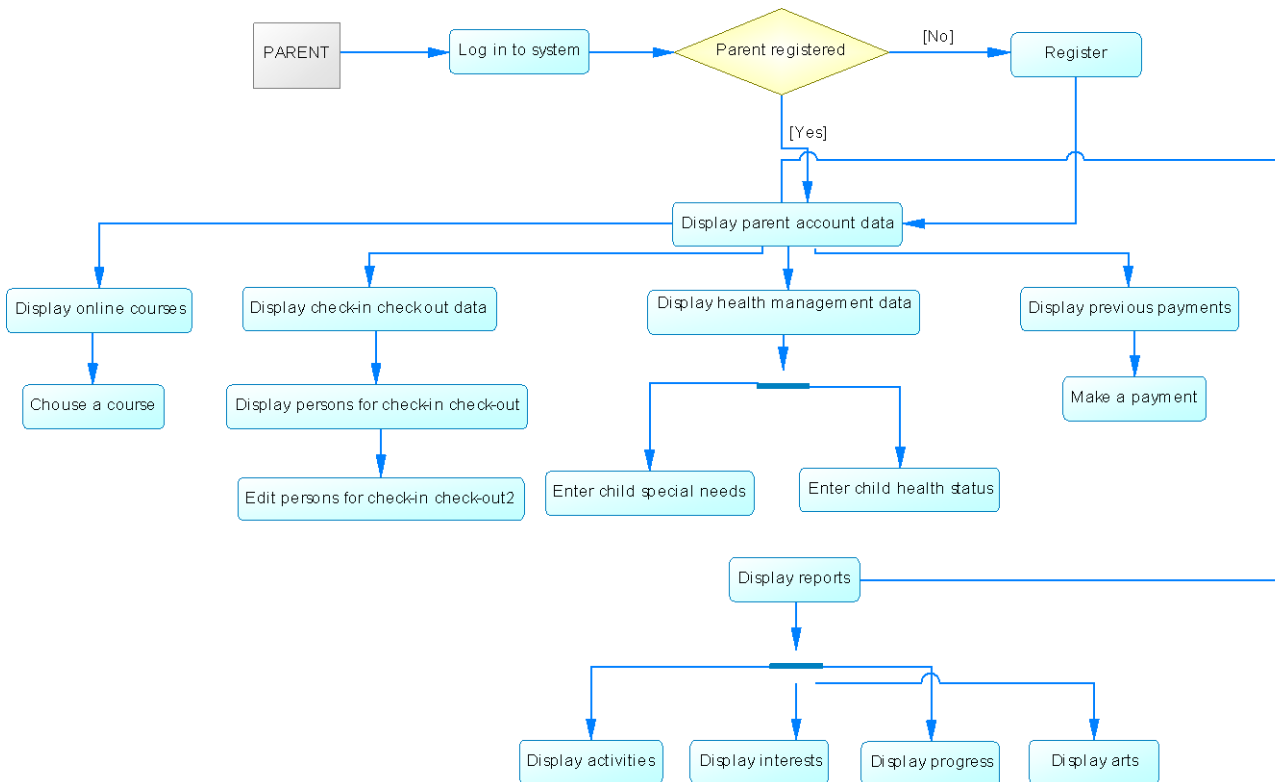 PARENT
Log in to system
Parent registered
[No]
Register
[Yes]
Display parent account data
Display online courses
Display check-in check out data
Display health management data
Display previous payments
Chouse a course
Display persons for check-in check-out
Make a payment
Edit persons for check-in check-out2
Enter child special needs
Enter child health status
Display reports
Display activities
Display interests
Display progress
Display arts